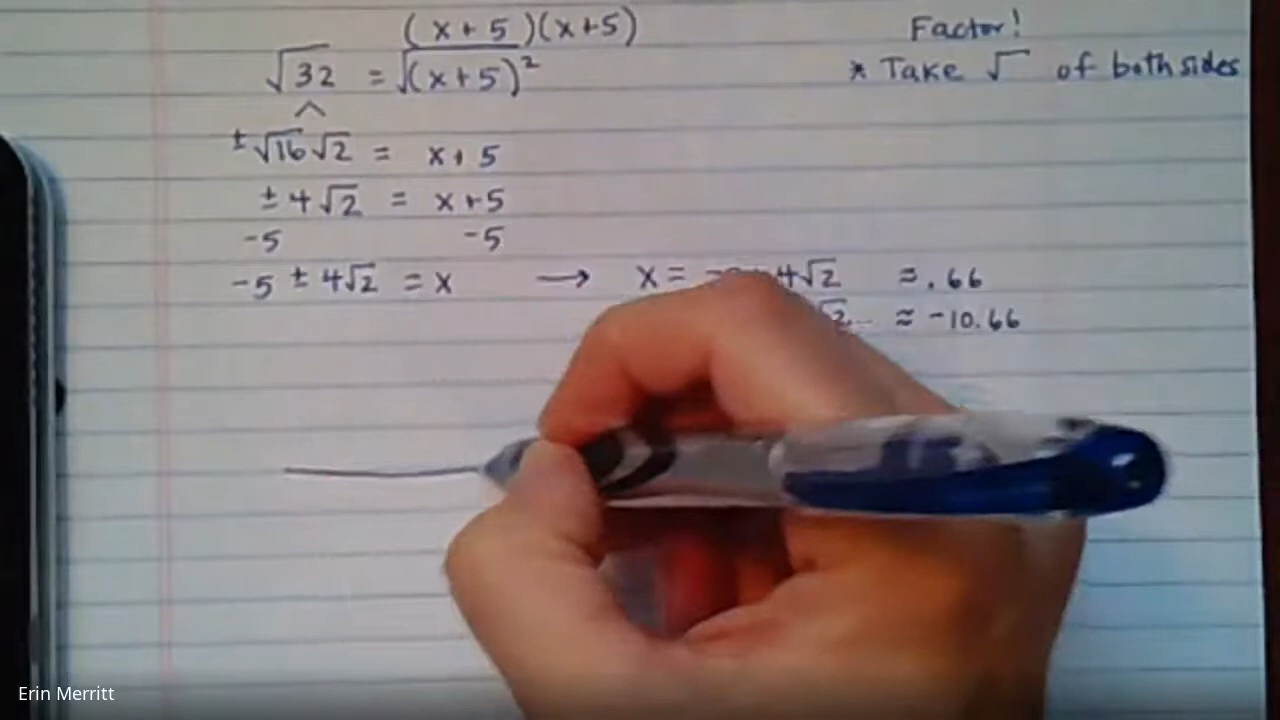 (x+5)(x+5) Factor!
√32 = √(x+5)² * Take √ of both sides
±√16√2 = x+5
±4√2 = x+5
-5 -5
-5 ± 4√2 = x → x = 4√2 ≈ .66
√2 ≈ -10.66
Erin Merritt